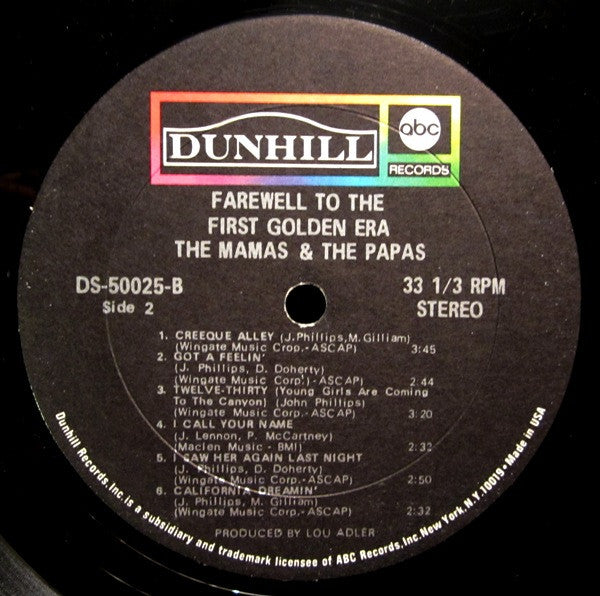 DUNHILL
abc
RECORDS
FAREWELL TO THE
FIRST GOLDEN ERA
THE MAMAS & THE PAPAS
DS-50025-B
Side 2
33 1/3 RPM
STEREO
1. CREEQUE ALLEY (J. Phillips, M. Gilliam)
(Wingate Music Crop.- ASCAP) 3:45
2. GOT A FEELIN'
(J. Phillips, D. Doherty)
(Wingate Music Corp.) - ASCAP) 2:44
3. TWELVE-THIRTY (Young Girls Are Coming
To The Canyon) (John Phillips)
(Wingate Music Corp.- ASCAP) 3:20
4. I CALL YOUR NAME
(J. Lennon, P. McCartney)
(Maclen Music - BMI) 2:32
5. I SAW HER AGAIN LAST NIGHT
(J. Phillips, D. Doherty)
(Wingate Music Corp.- ASCAP) 2:50
6. CALIFORNIA DREAMIN'
(J. Phillips, M. Gilliam)
(Wingate Music Corp.- ASCAP) 2:32
PRODUCED BY LOU ADLER
Dunhill Records, Inc. is a subsidiary and trademark licensee of ABC Records, Inc. New York, N.Y. 10019 • Made in USA